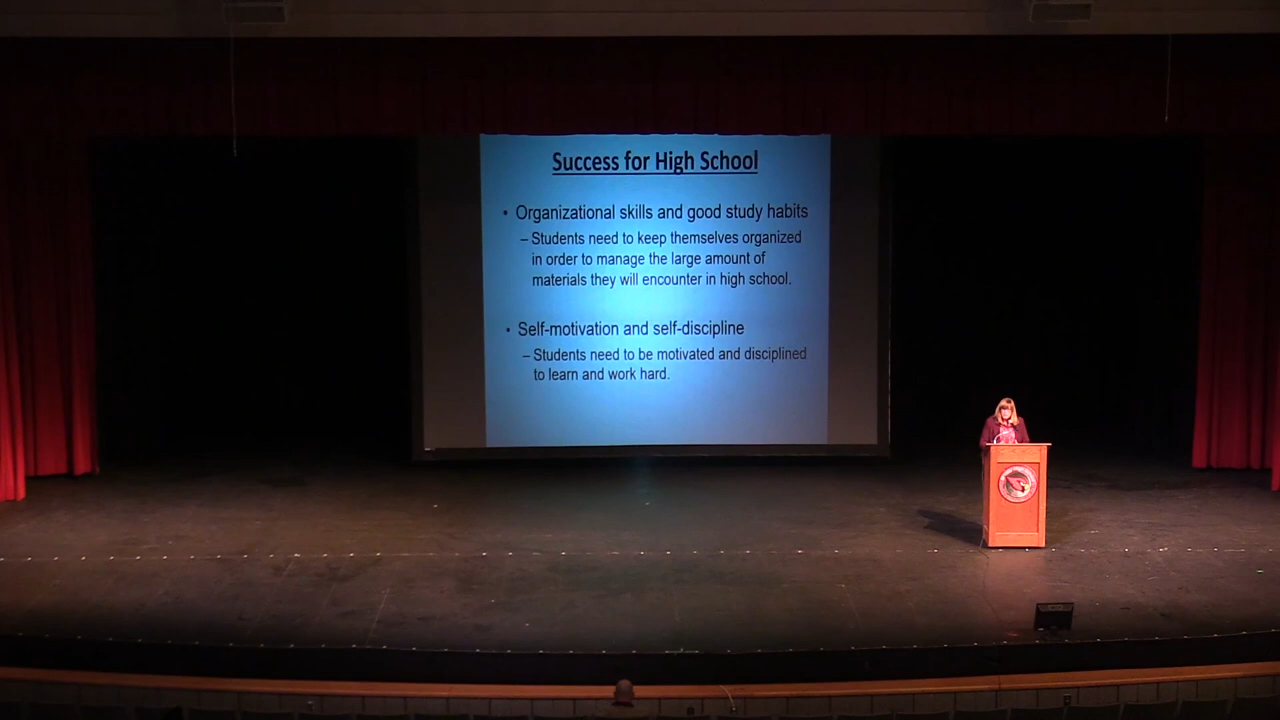 Success for High School
• Organizational skills and good study habits
– Students need to keep themselves organized
in order to manage the large amount of
materials they will encounter in high school.
• Self-motivation and self-discipline
– Students need to be motivated and disciplined
to learn and work hard.